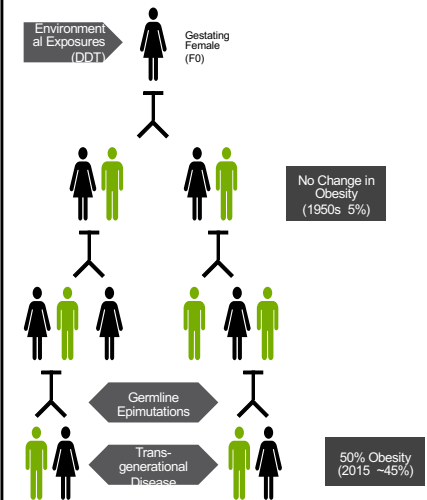 Environment
al Exposures
(DDT)
Gestating
Female
(F0)
No Change in
Obesity
(1950s 5%)
Germline
Epimutations
Trans-
generational
Disease
50% Obesity
(2015 ~45%)